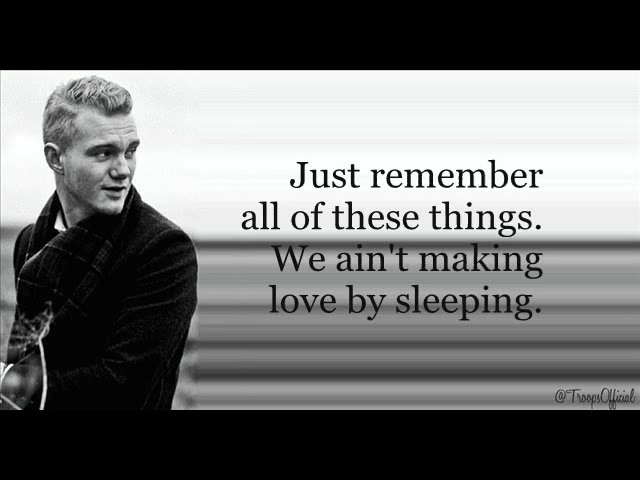 Just remember
all of these things.
We ain't making
love by sleeping.
@TroopsOfficial